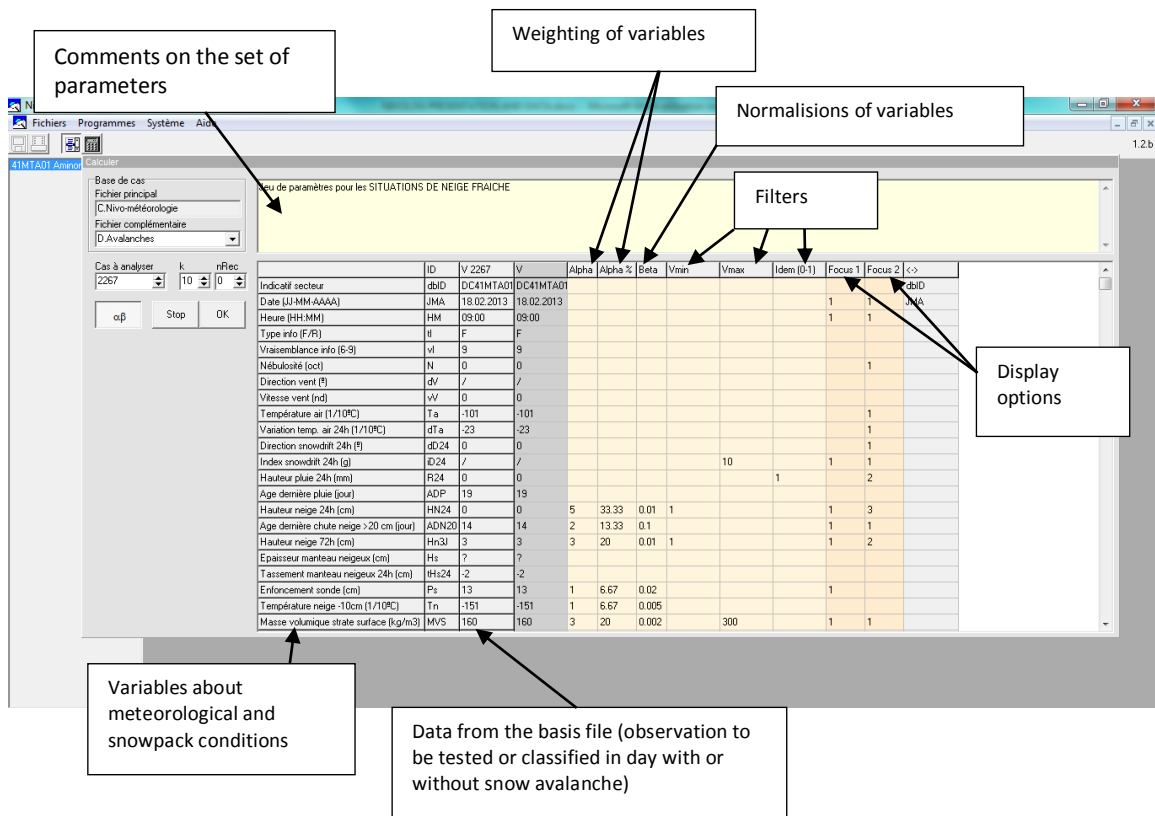 Comments on the set of
parameters
Weighting of variables
Normalisions of variables
Filters
Fichiers Programmes Système Aide
1.2.b
41MTA01 Aminor
Calculer
Base de cas
Fichier principal
C.Nivo-météorologie
Fichier complémentaire
D.Avalanches
Cas à analyser k nRec
2267 10 0
αβ Stop OK
Jeu de paramètres pour les SITUATIONS DE NEIGE FRAICHE
ID V 2267 V Alpha Alpha % Beta Vmin Vmax Idem (0-1) Focus 1 Focus 2 <->
Indicatif secteur dbID DC41MTA01 DC41MTA01 dbID
Date (JJ-MM-AAAA) JMA 18.02.2013 18.02.2013 1 1 JMA
Heure (HH:MM) HM 09:00 09:00 1 1
Type info (F/R) tI F F
Vraisemblance info (6-9) vI 9 9
Nébulosité (oct) N 0 0 1
Direction vent (º) dV / /
Vitesse vent (nd) vV 0 0
Température air (1/10ºC) Ta -101 -101 1
Variation temp. air 24h (1/10ºC) dTa -23 -23 1
Direction snowdrift 24h (º) dD24 0 0 1
Index snowdrift 24h (g) iD24 / / 10 1 1
Hauteur pluie 24h (mm) R24 0 0 1 2
Age dernière pluie (jour) ADP 19 19
Hauteur neige 24h (cm) HN24 0 0 5 33.33 0.01 1 1 3
Age dernière chute neige >20 cm (jour) ADN20 14 14 2 13.33 0.1 1 1
Hauteur neige 72h (cm) Hn3J 3 3 3 20 0.01 1 1 2
Epaisseur manteau neigeux (cm) Hs ? ?
Tassement manteau neigeux 24h (cm) tHs24 -2 -2
Enfoncement sonde (cm) Ps 13 13 1 6.67 0.02 1
Température neige -10cm (1/10ºC) Tn -151 -151 1 6.67 0.005
Masse volumique strate surface (kg/m3) MVS 160 160 3 20 0.002 300 1 1
Display
options
Variables about
meteorological and
snowpack conditions
Data from the basis file (observation to
be tested or classified in day with or
without snow avalanche)